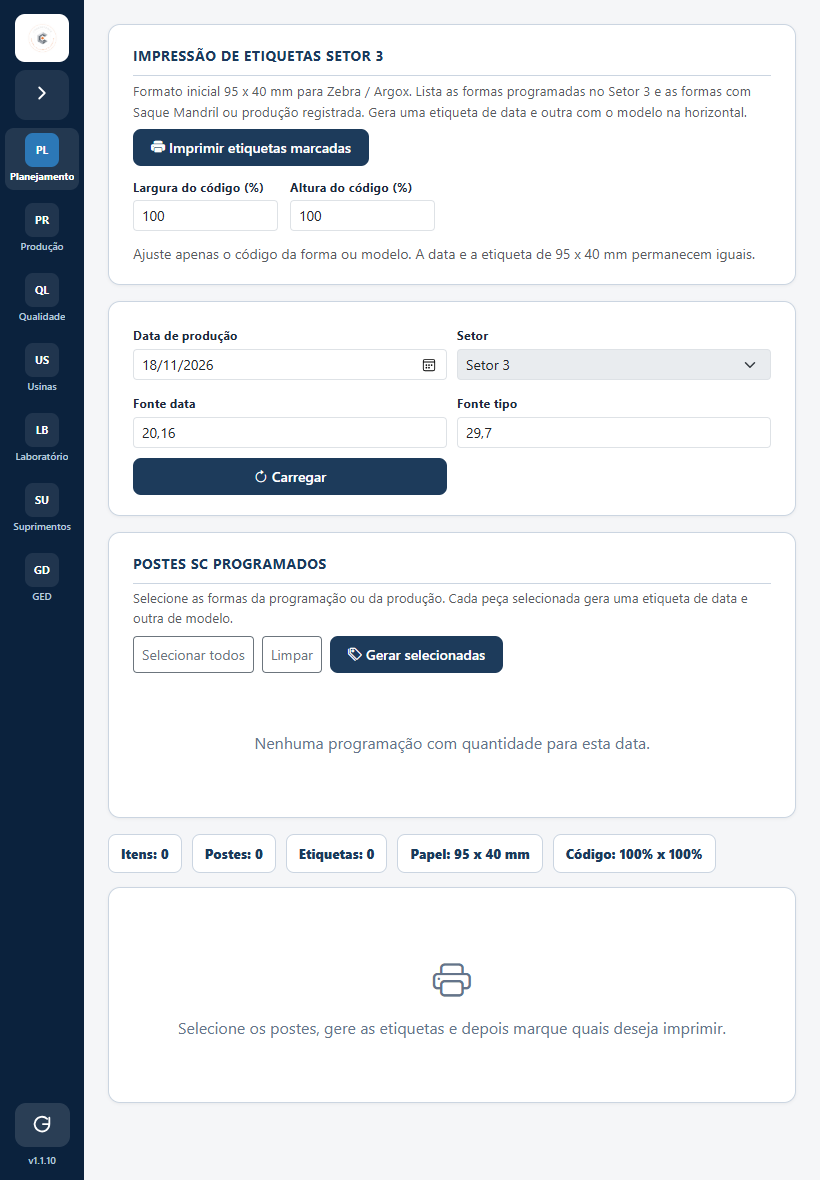 PL
Planejamento
PR
Produção
QL
Qualidade
US
Usinas
LB
Laboratório
SU
Suprimentos
GD
GED
v1.1.10
IMPRESSÃO DE ETIQUETAS SETOR 3
Formato inicial 95 x 40 mm para Zebra / Argox. Lista as formas programadas no Setor 3 e as formas com
Saque Mandril ou produção registrada. Gera uma etiqueta de data e outra com o modelo na horizontal.
Imprimir etiquetas marcadas
Largura do código (%) Altura do código (%)
100 100
Ajuste apenas o código da forma ou modelo. A data e a etiqueta de 95 x 40 mm permanecem iguais.
Data de produção Setor
18/11/2026 Setor 3
Fonte data Fonte tipo
20,16 29,7
Carregar
POSTES SC PROGRAMADOS
Selecione as formas da programação ou da produção. Cada peça selecionada gera uma etiqueta de data e
outra de modelo.
Selecionar todos Limpar Gerar selecionadas
Nenhuma programação com quantidade para esta data.
Itens: 0 Postes: 0 Etiquetas: 0 Papel: 95 x 40 mm Código: 100% x 100%
Selecione os postes, gere as etiquetas e depois marque quais deseja imprimir.